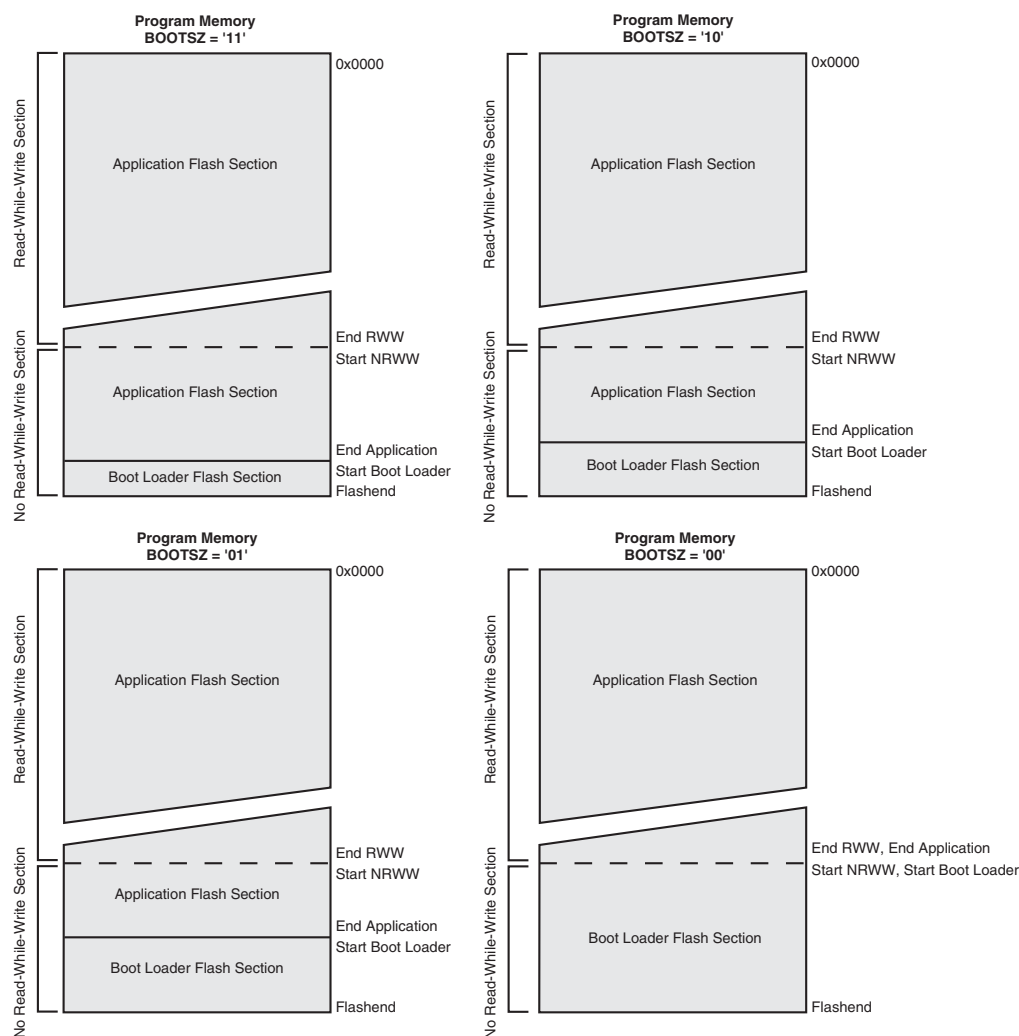 Program Memory
BOOTSZ = '11'
0x0000
Read-While-Write Section
Application Flash Section
End RWW
Start NRWW
No Read-While-Write Section
Application Flash Section
End Application
Start Boot Loader
Boot Loader Flash Section
Flashend
Program Memory
BOOTSZ = '10'
0x0000
Read-While-Write Section
Application Flash Section
End RWW
Start NRWW
No Read-While-Write Section
Application Flash Section
End Application
Start Boot Loader
Boot Loader Flash Section
Flashend
Program Memory
BOOTSZ = '01'
0x0000
Read-While-Write Section
Application Flash Section
End RWW
Start NRWW
No Read-While-Write Section
Application Flash Section
End Application
Start Boot Loader
Boot Loader Flash Section
Flashend
Program Memory
BOOTSZ = '00'
0x0000
Read-While-Write Section
Application Flash Section
End RWW, End Application
Start NRWW, Start Boot Loader
No Read-While-Write Section
Boot Loader Flash Section
Flashend